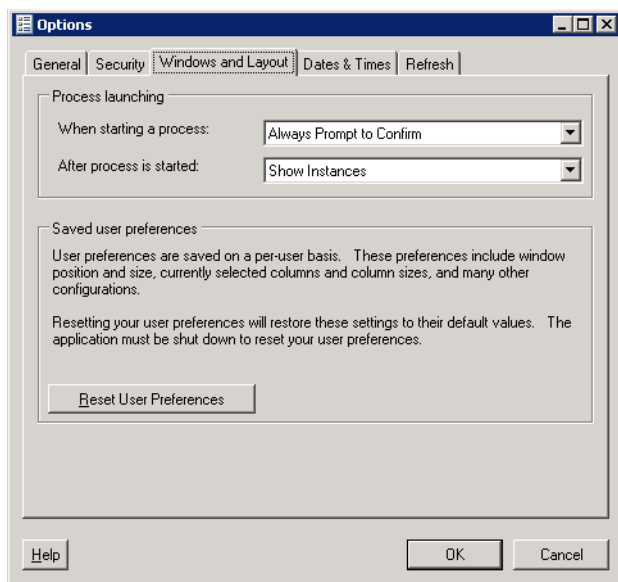 Options
General Security Windows and Layout Dates & Times Refresh
Process launching
When starting a process: Always Prompt to Confirm
After process is started: Show Instances
Saved user preferences
User preferences are saved on a per-user basis. These preferences include window
position and size, currently selected columns and column sizes, and many other
configurations.
Resetting your user preferences will restore these settings to their default values. The
application must be shut down to reset your user preferences.
Reset User Preferences
Help OK Cancel